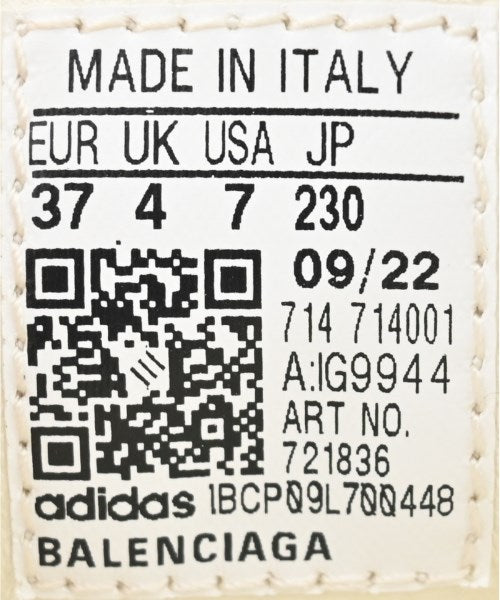 MADE IN ITALY
EUR UK USA JP
37 4 7 230
09/22
714 714001
A:IG9944
ART NO.
721836
adidas 1BCP09L700448
BALENCIAGA